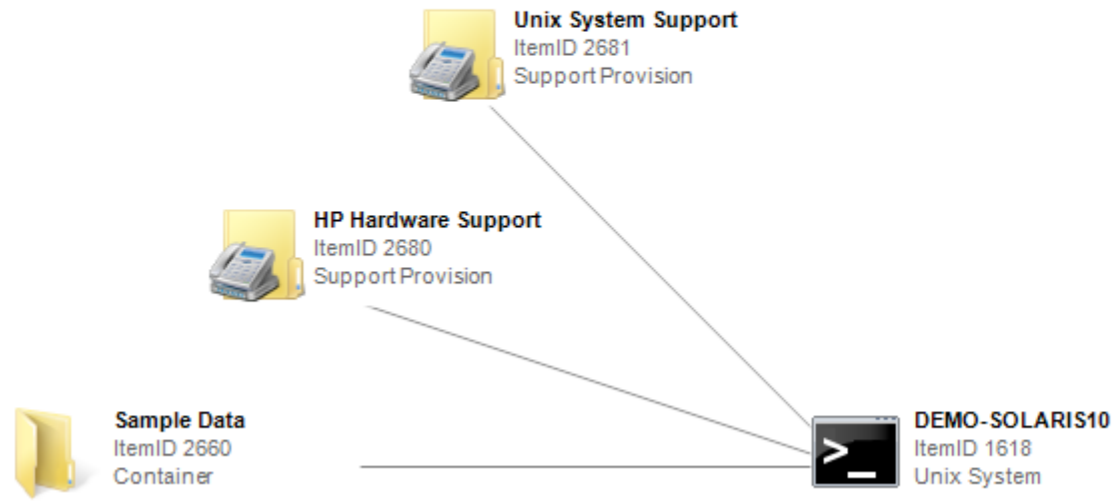 Unix System Support
ItemID 2681
Support Provision
HP Hardware Support
ItemID 2680
Support Provision
Sample Data
ItemID 2660
Container
DEMO-SOLARIS10
ItemID 1618
Unix System
>_